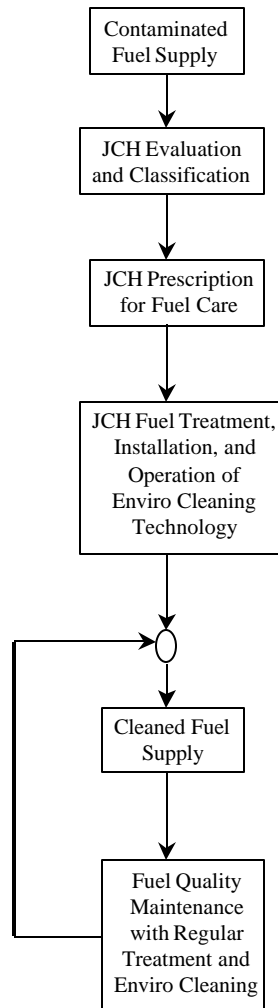 Contaminated
Fuel Supply
JCH Evaluation
and Classification
JCH Prescription
for Fuel Care
JCH Fuel Treatment,
Installation, and
Operation of
Enviro Cleaning
Technology
Cleaned Fuel
Supply
Fuel Quality
Maintenance
with Regular
Treatment and
Enviro Cleaning